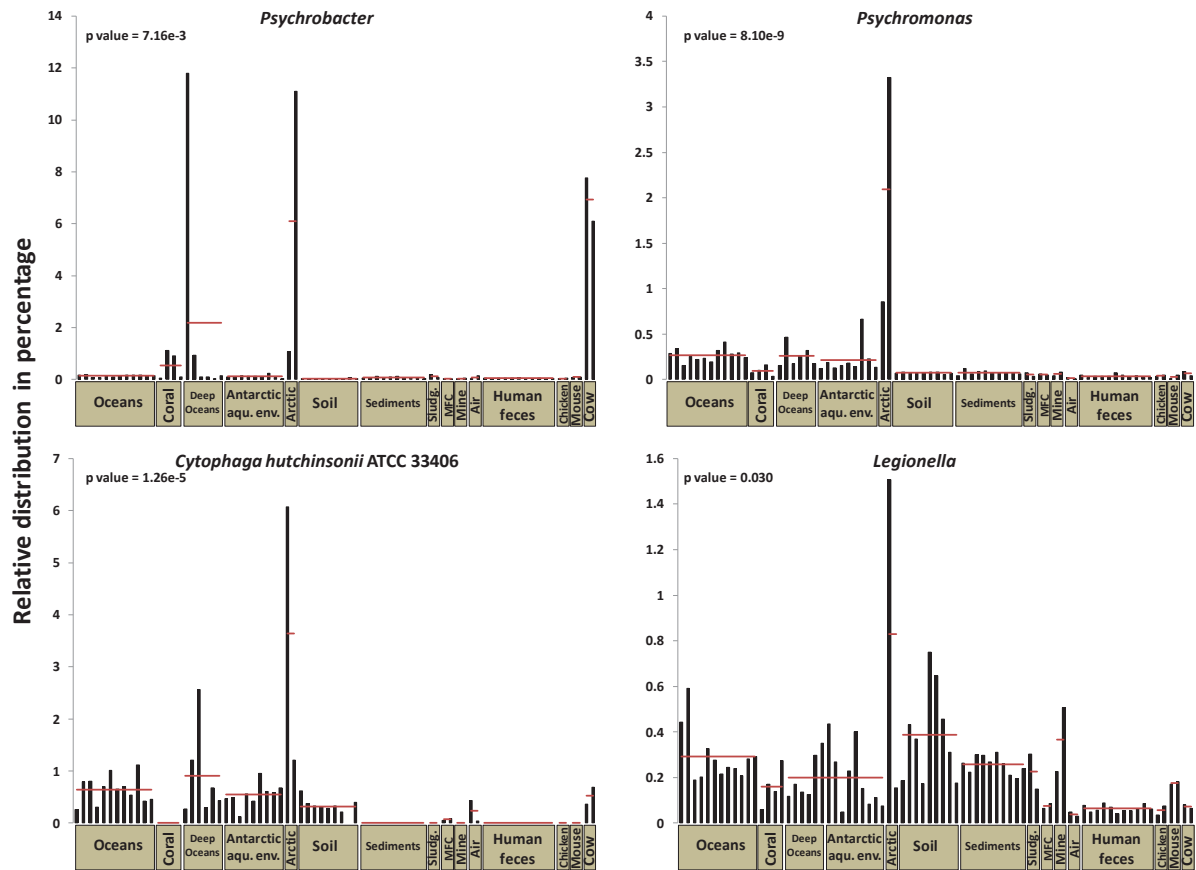 Relative distribution in percentage
Psychrobacter
p value = 7.16e-3
14
12
10
8
6
4
2
0
Oceans
Coral
Deep
Oceans
Antarctic
aqu. env.
Arctic
Soil
Sediments
Sludg.
MFC
Mine
Air
Human
feces
Chicken
Mouse
Cow
Psychromonas
p value = 8.10e-9
4
3.5
3
2.5
2
1.5
1
0.5
0
Oceans
Coral
Deep
Oceans
Antarctic
aqu. env.
Arctic
Soil
Sediments
Sludg.
MFC
Mine
Air
Human
feces
Chicken
Mouse
Cow
Cytophaga hutchinsonii ATCC 33406
p value = 1.26e-5
7
6
5
4
3
2
1
0
Oceans
Coral
Deep
Oceans
Antarctic
aqu. env.
Arctic
Soil
Sediments
Sludg.
MFC
Mine
Air
Human
feces
Chicken
Mouse
Cow
Legionella
p value = 0.030
1.6
1.4
1.2
1
0.8
0.6
0.4
0.2
0
Oceans
Coral
Deep
Oceans
Antarctic
aqu. env.
Arctic
Soil
Sediments
Sludg.
MFC
Mine
Air
Human
feces
Chicken
Mouse
Cow